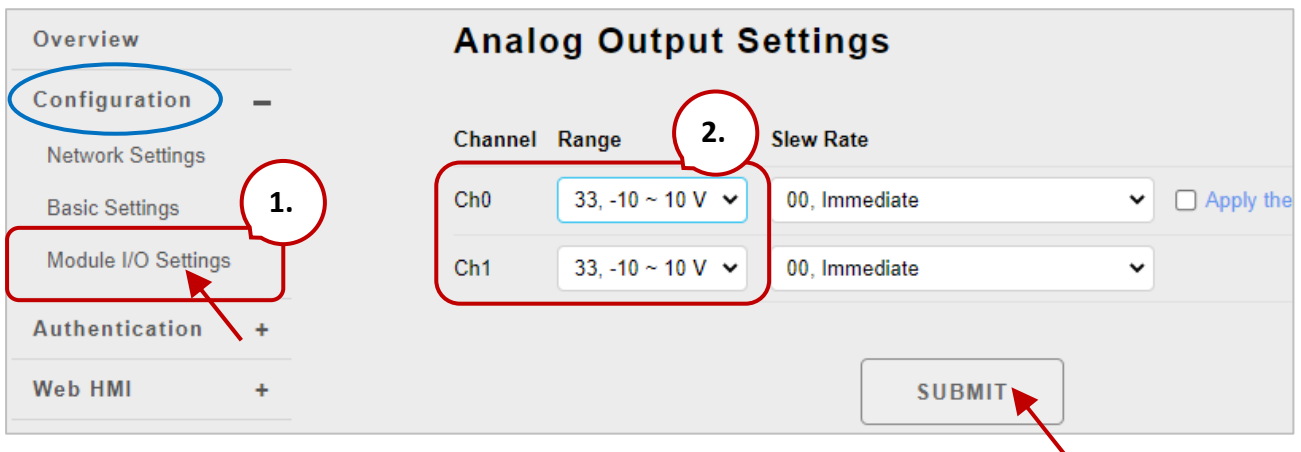 Overview
Configuration –
Network Settings
Basic Settings
Module I/O Settings
1.
Authentication +
Web HMI +
Analog Output Settings
Channel Range Slew Rate
2.
Ch0 33, -10 ~ 10 V 00, Immediate Apply the
Ch1 33, -10 ~ 10 V 00, Immediate
SUBMIT